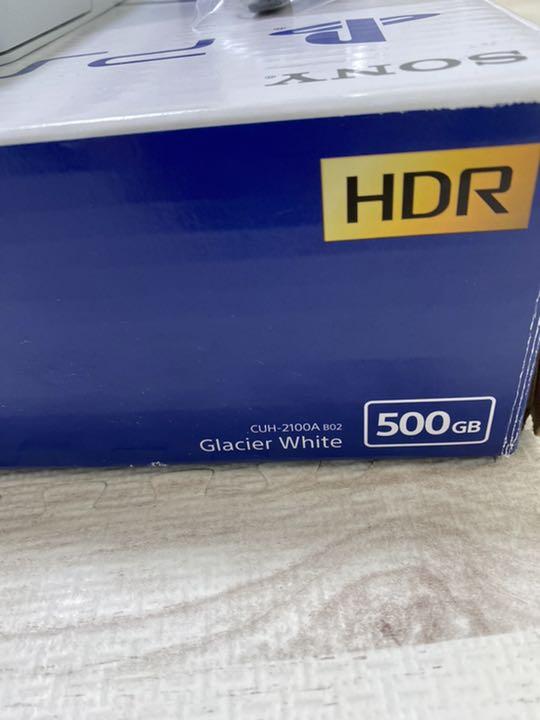 SONY
HDR
CUH-2100A B02
Glacier White
500GB